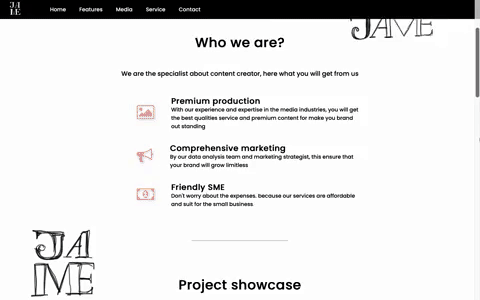 JA
ME
Home Features Media Service Contact
JAME
Who we are?
We are the specialist about content creator, here what you will get from us
Premium production
With our experience and expertise in the media industries, you will get
the best qualities service and premium content for make you brand
out standing
Comprehensive marketing
By our data analysis team and marketing strategist, this ensure that
your brand will grow limitless
Friendly SME
Don't worry about the expenses, because our services are affordable
and suit for the small business
JA
ME
Project showcase